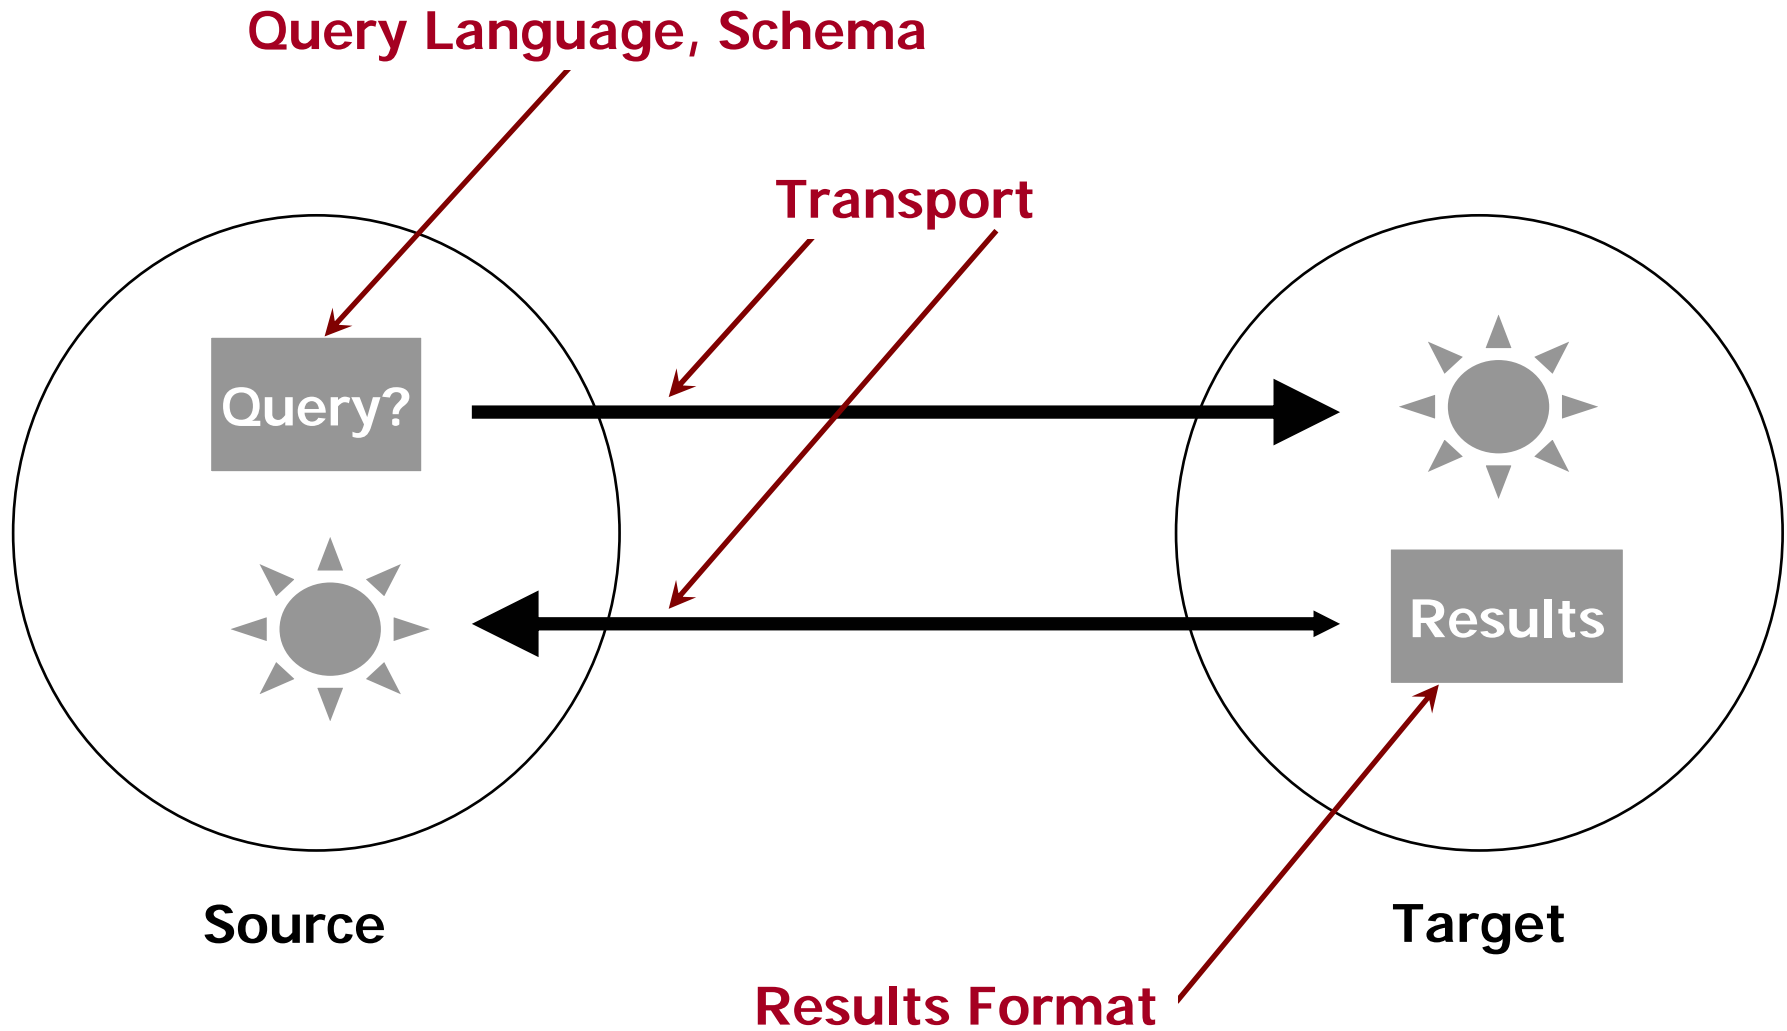 Query Language, Schema
Transport
Query?
Results
Source
Target
Results Format